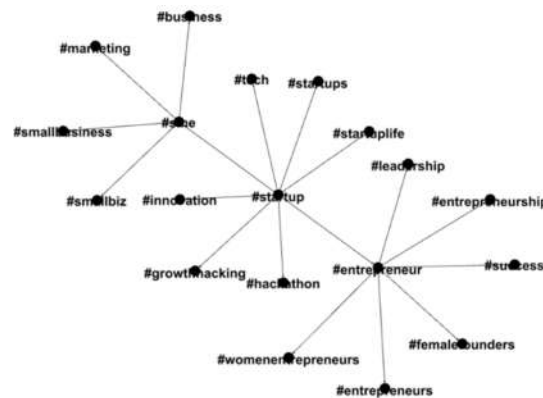 #business
#marketing
#tech
#startups
#sme
#smallbusiness
#startuplife
#leadership
#smallbiz
#innovation
#startup
#entrepreneurship
#growthhacking
#hackathon
#entrepreneur
#success
#womenentrepreneurs
#femalefounders
#entrepreneurs